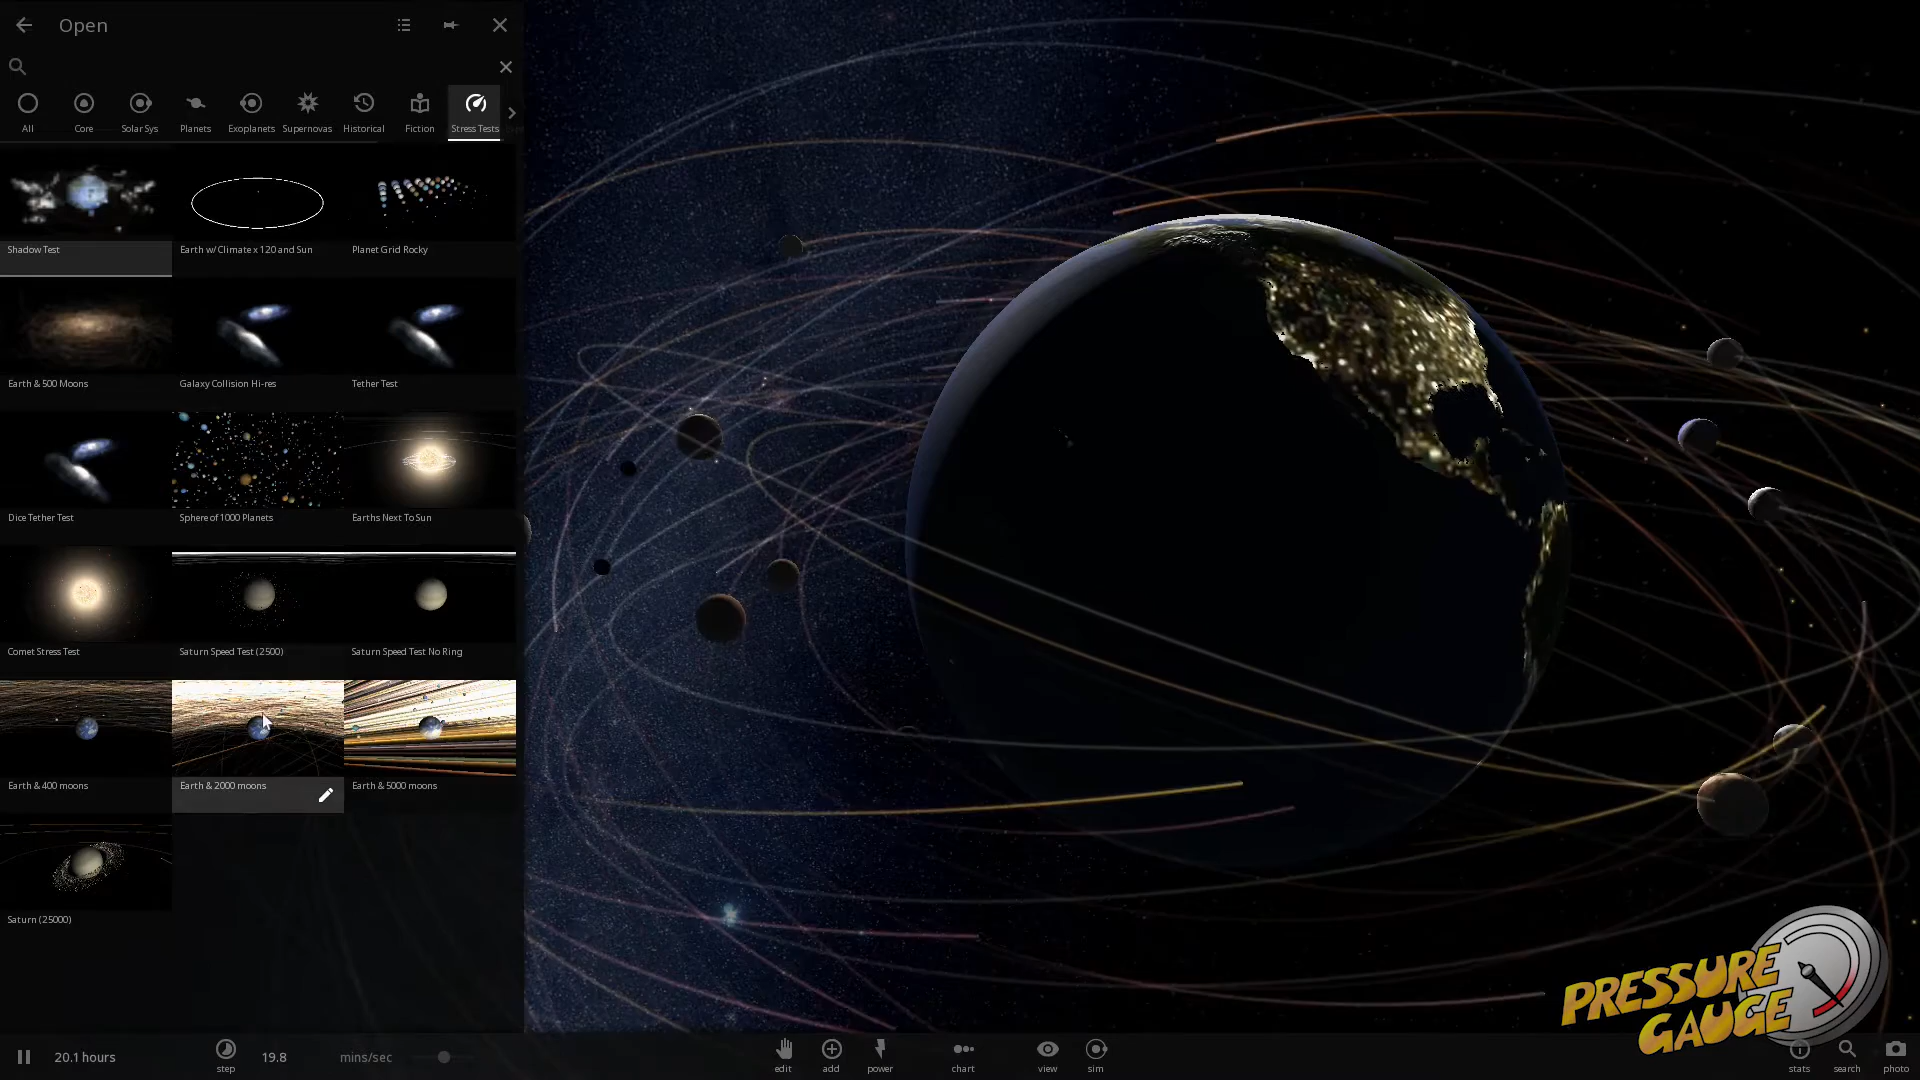 Open
All Core Solar Sys Planets Exoplanets Supernovas Historical Fiction Stress Tests
Shadow Test Earth w/ Climate x 120 and Sun Planet Grid Rocky
Earth & 500 Moons Galaxy Collision Hi-res Tether Test
Dice Tether Test Sphere of 1000 Planets Earths Next To Sun
Comet Stress Test Saturn Speed Test (2500) Saturn Speed Test No Ring
Earth & 400 moons Earth & 2000 moons Earth & 5000 moons
Saturn (25000)
PRESSURE
GAUGE
20.1 hours step 19.8 mins/sec edit add power chart view sim stats search photo